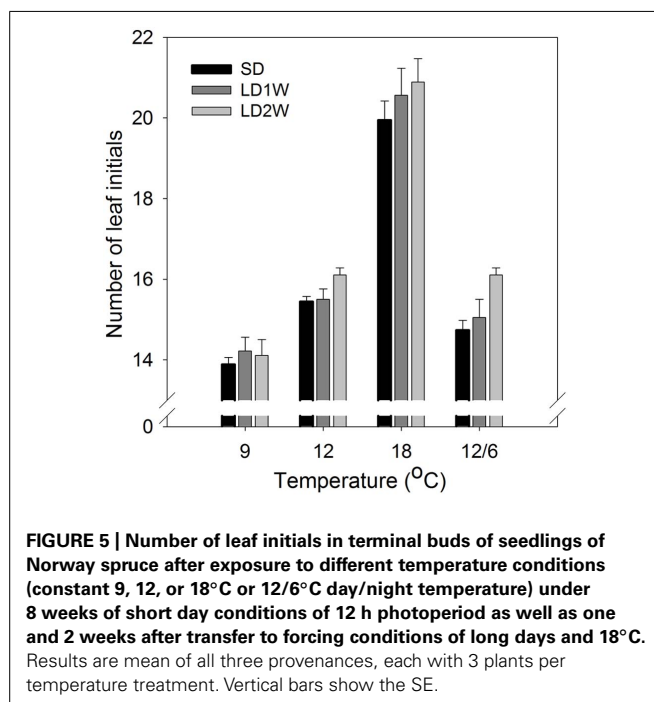 22
20
18
16
14
0
Number of leaf initials
SD
LD1W
LD2W
9 12 18 12/6
Temperature (°C)
FIGURE 5 | Number of leaf initials in terminal buds of seedlings of
Norway spruce after exposure to different temperature conditions
(constant 9, 12, or 18°C or 12/6°C day/night temperature) under
8 weeks of short day conditions of 12 h photoperiod as well as one
and 2 weeks after transfer to forcing conditions of long days and 18°C.
Results are mean of all three provenances, each with 3 plants per
temperature treatment. Vertical bars show the SE.